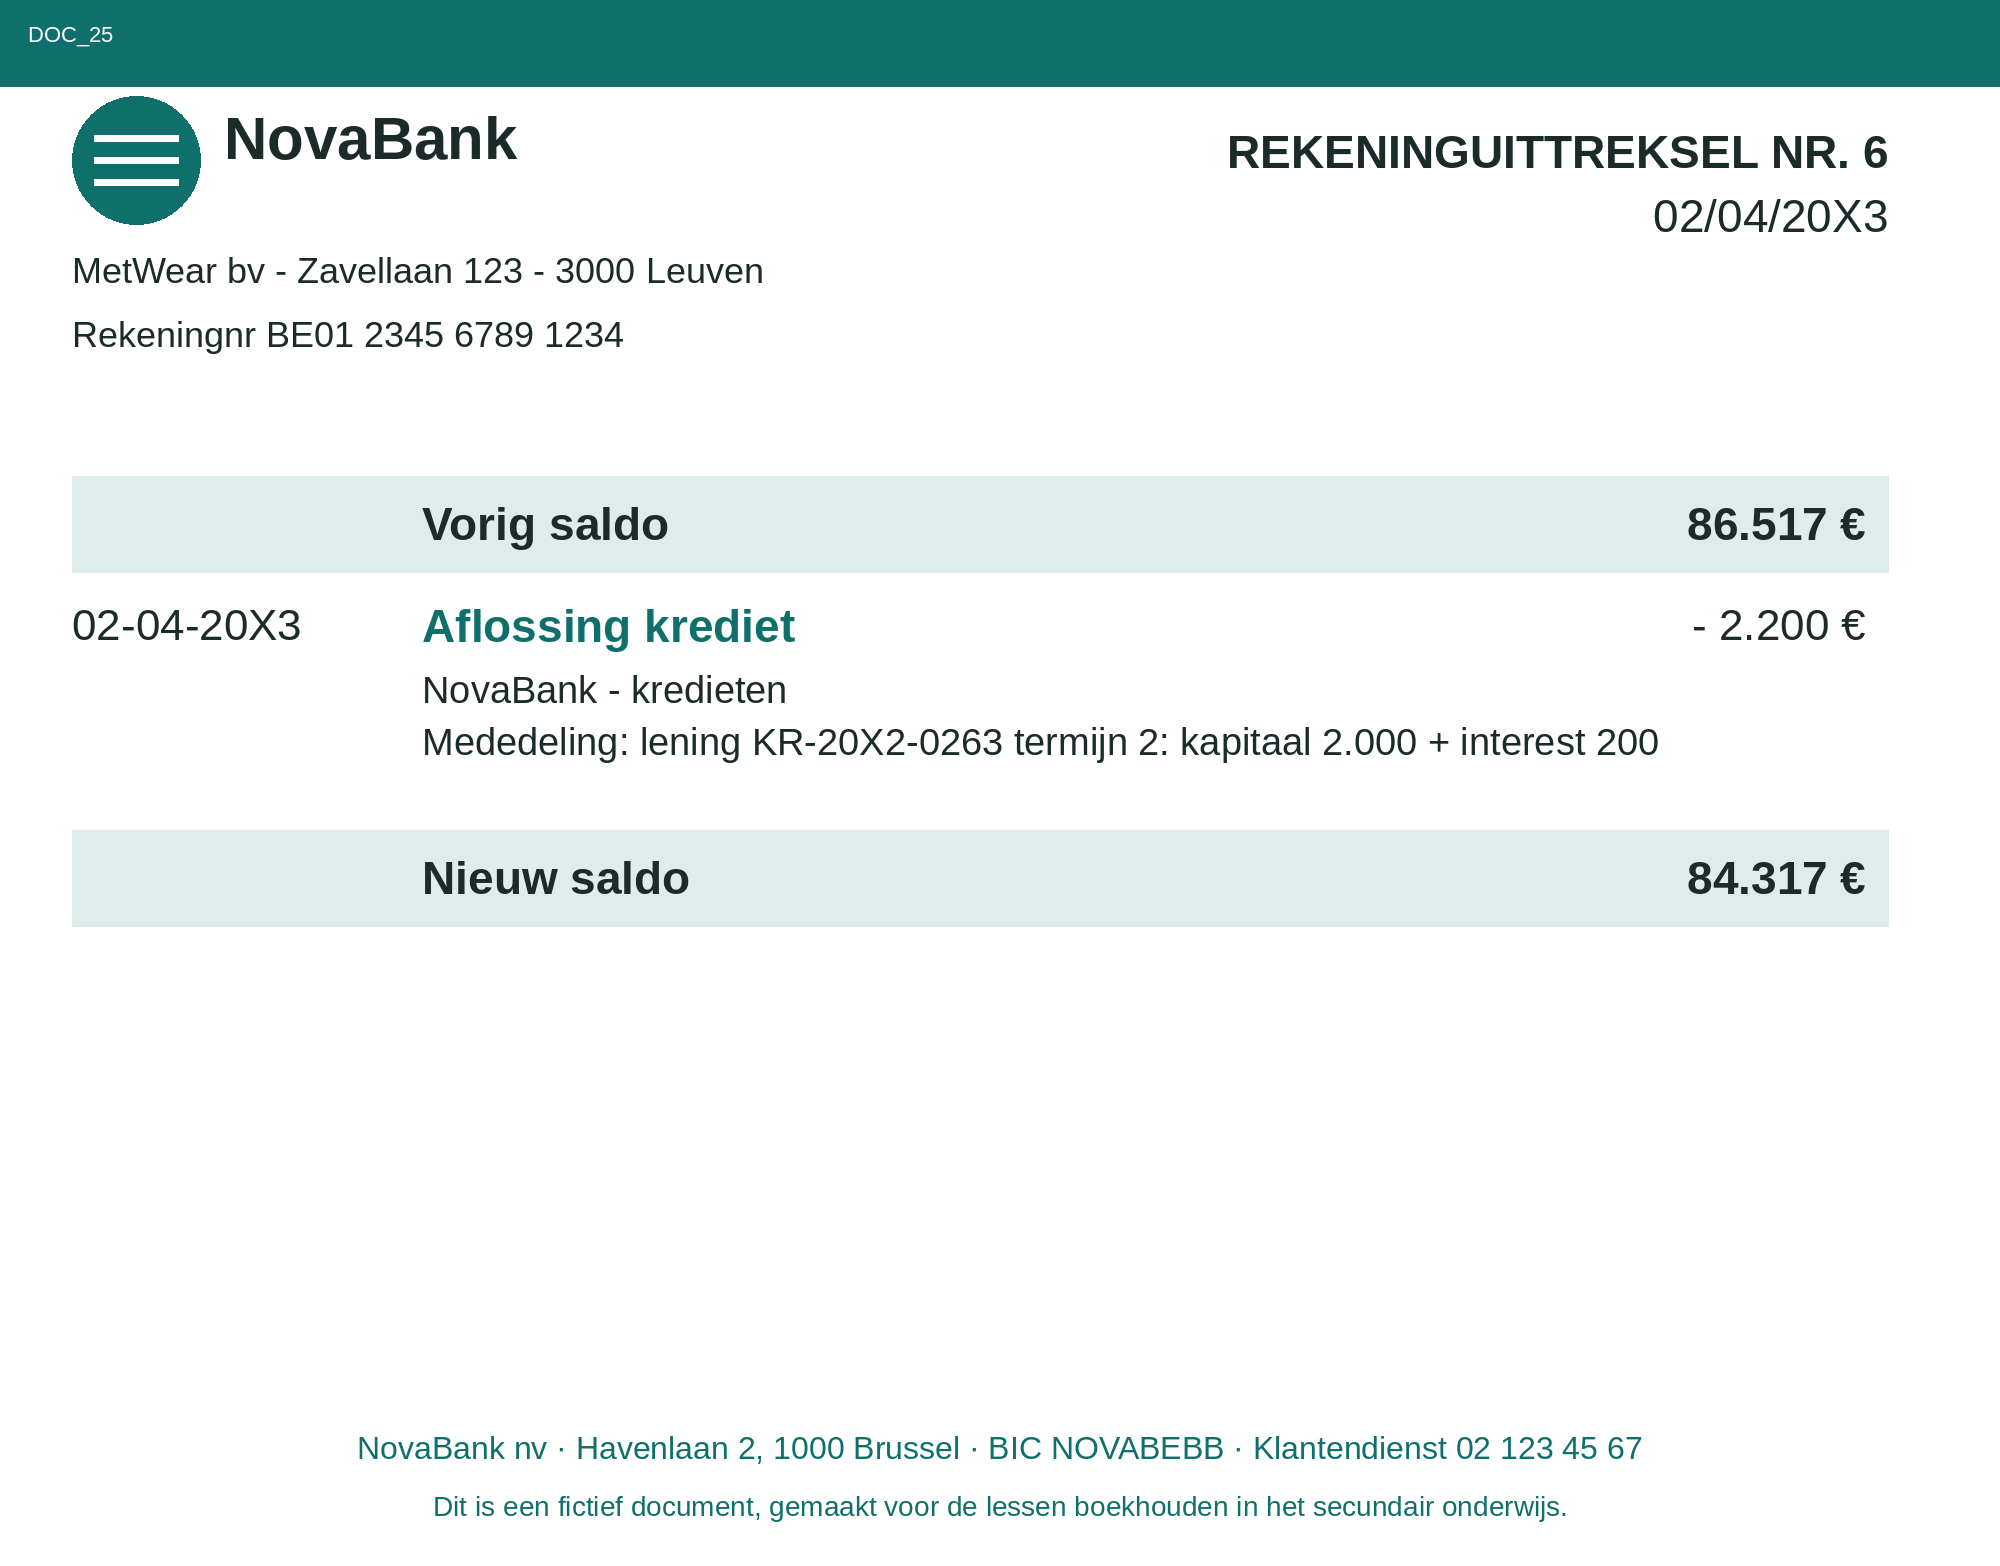 DOC_25
NovaBank
REKENINGUITTREKSEL NR. 6
02/04/20X3
MetWear bv - Zavellaan 123 - 3000 Leuven
Rekeningnr BE01 2345 6789 1234
Vorig saldo 86.517 €
02-04-20X3 Aflossing krediet - 2.200 €
NovaBank - kredieten
Mededeling: lening KR-20X2-0263 termijn 2: kapitaal 2.000 + interest 200
Nieuw saldo 84.317 €
NovaBank nv · Havenlaan 2, 1000 Brussel · BIC NOVABEBB · Klantendienst 02 123 45 67
Dit is een fictief document, gemaakt voor de lessen boekhouden in het secundair onderwijs.